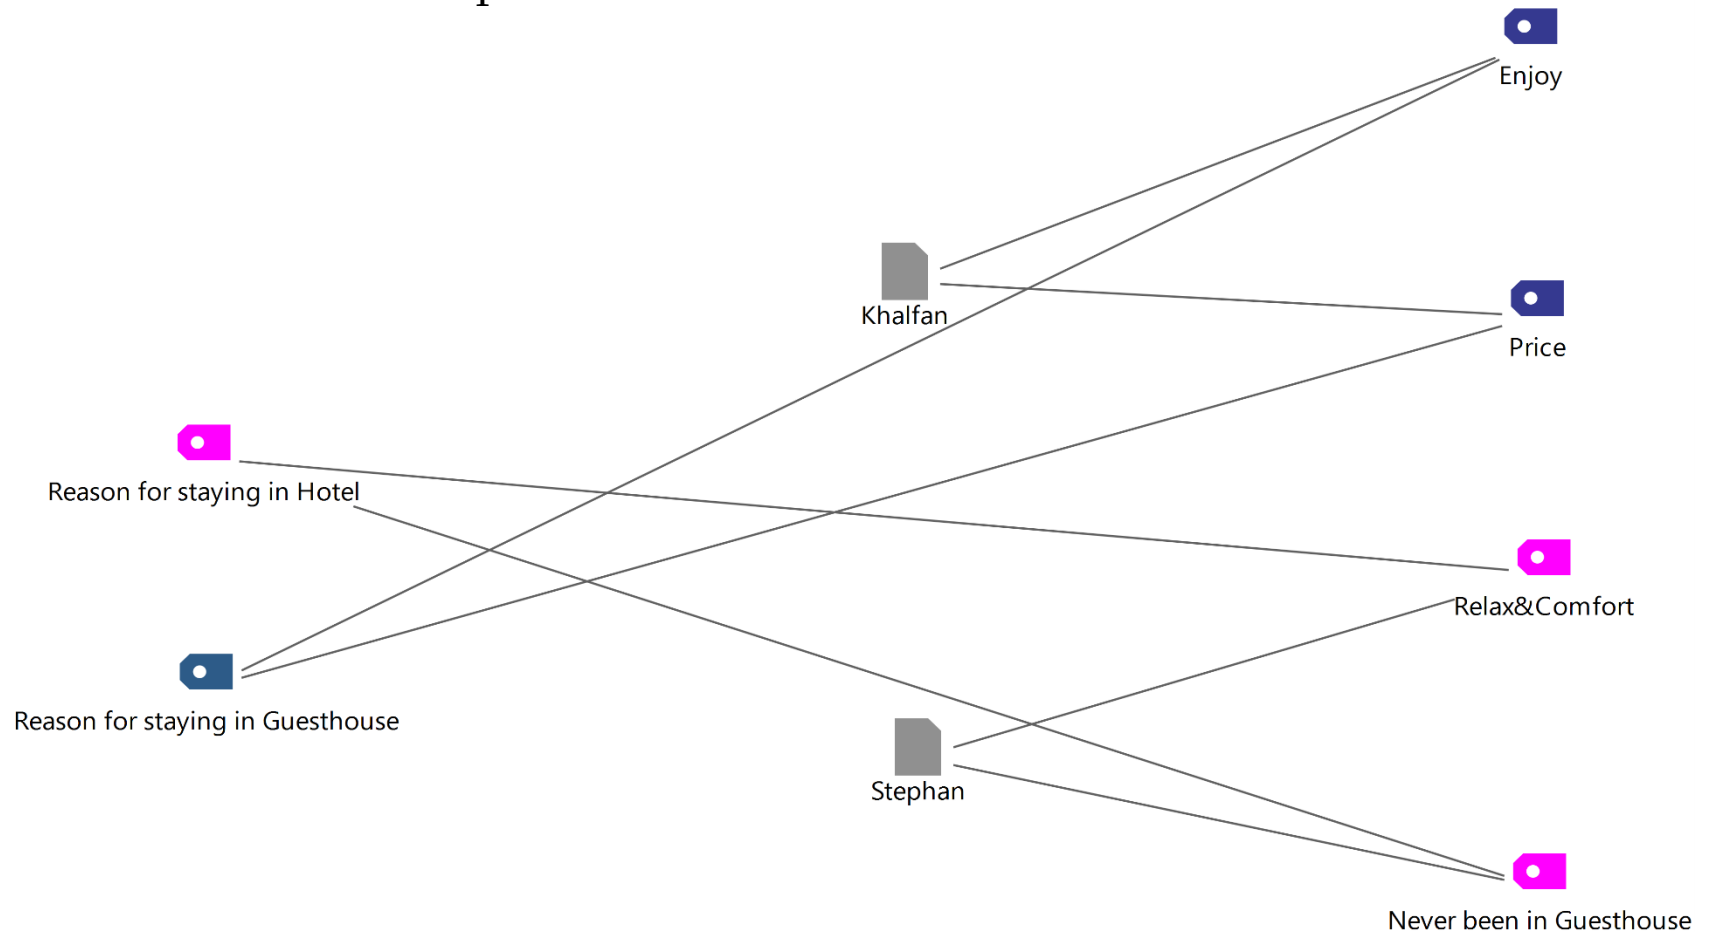 Enjoy
Khalfan
Price
Reason for staying in Hotel
Relax&Comfort
Reason for staying in Guesthouse
Stephan
Never been in Guesthouse